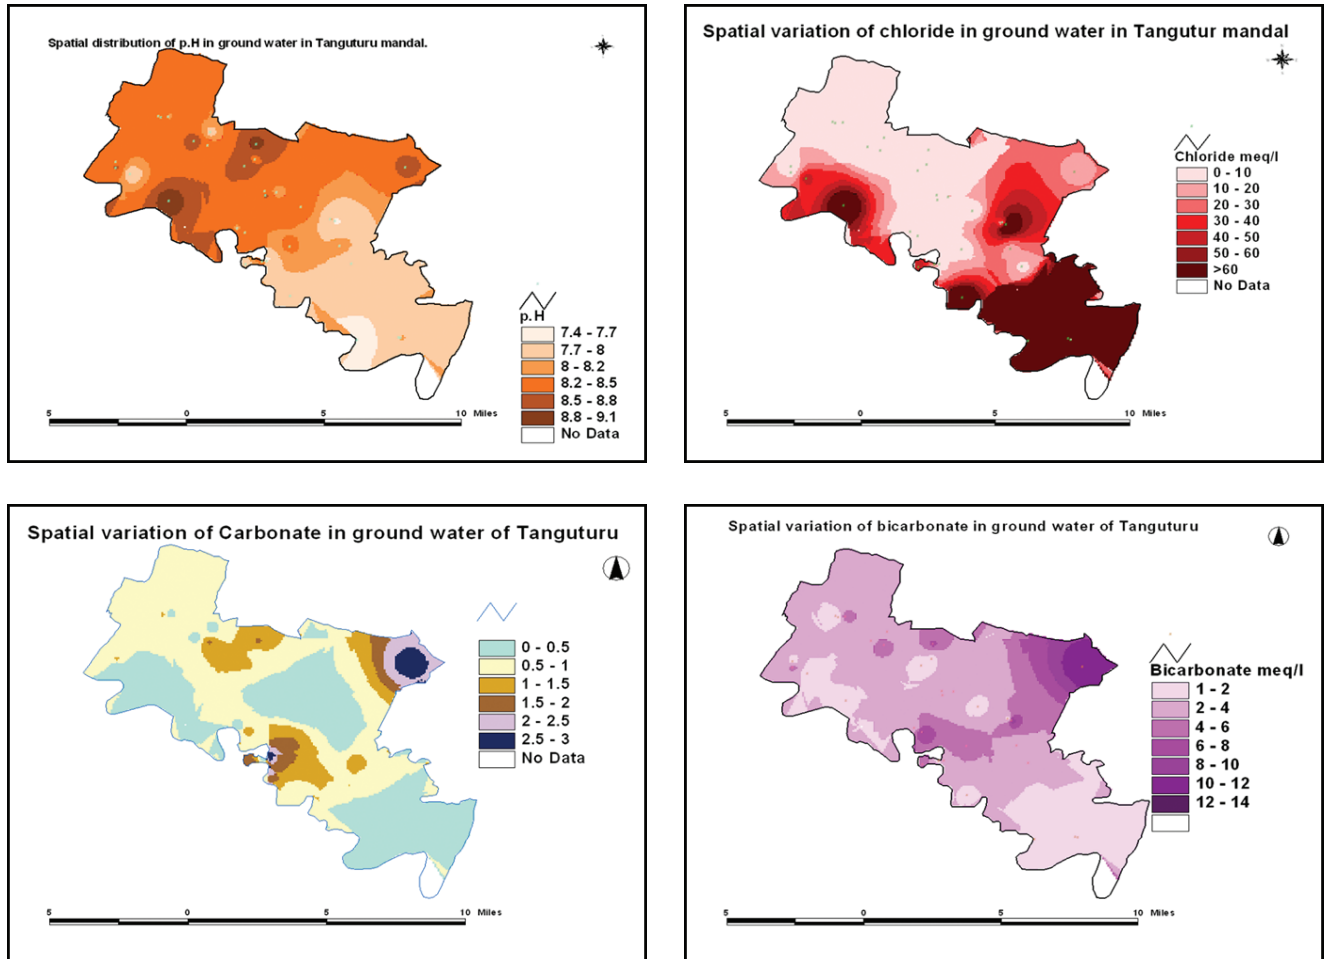 Spatial distribution of p.H in ground water in Tanguturu mandal.
p.H
7.4 - 7.7
7.7 - 8
8 - 8.2
8.2 - 8.5
8.5 - 8.8
8.8 - 9.1
No Data
5 0 5 10 Miles
Spatial variation of chloride in ground water in Tangutur mandal
Chloride meq/l
0 - 10
10 - 20
20 - 30
30 - 40
40 - 50
50 - 60
>60
No Data
5 0 5 10 Miles
Spatial variation of Carbonate in ground water of Tanguturu
0 - 0.5
0.5 - 1
1 - 1.5
1.5 - 2
2 - 2.5
2.5 - 3
No Data
5 0 5 10 Miles
Spatial variation of bicarbonate in ground water of Tanguturu
Bicarbonate meq/l
1 - 2
2 - 4
4 - 6
6 - 8
8 - 10
10 - 12
12 - 14
5 0 5 10 Miles